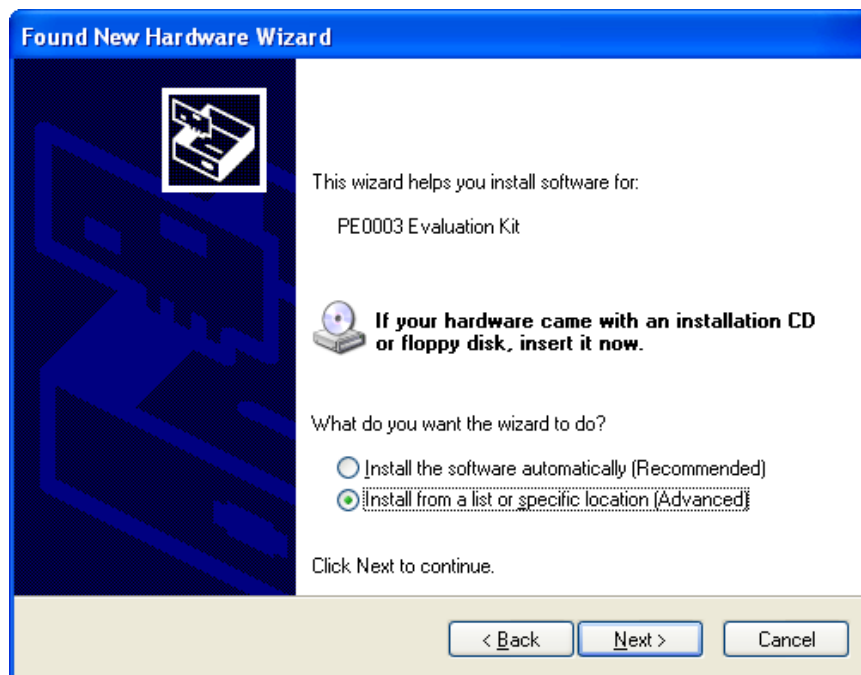 Found New Hardware Wizard
This wizard helps you install software for:
PE0003 Evaluation Kit
If your hardware came with an installation CD
or floppy disk, insert it now.
What do you want the wizard to do?
Install the software automatically (Recommended)
Install from a list or specific location (Advanced)
Click Next to continue.
< Back Next > Cancel